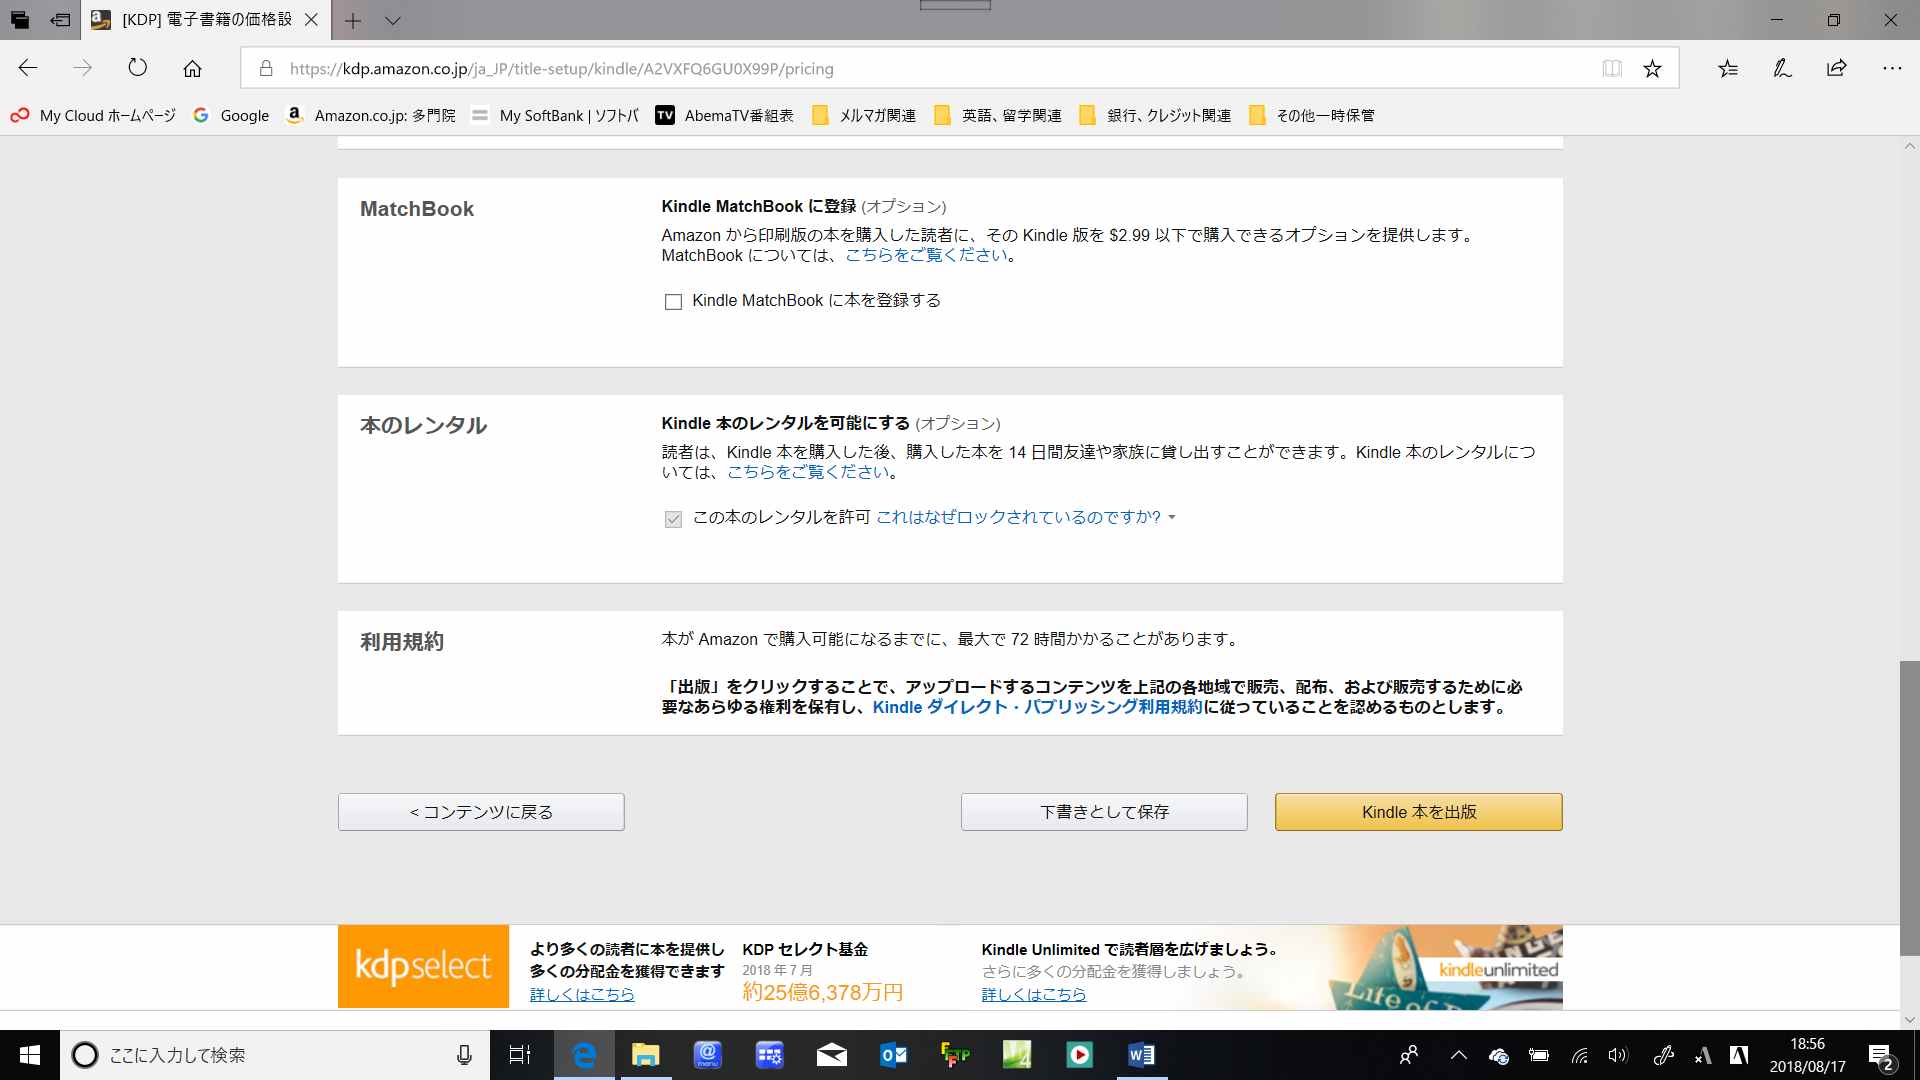 [KDP] 電子書籍の価格設
https://kdp.amazon.co.jp/ja_JP/title-setup/kindle/A2VXFQ6GU0X99P/pricing
My Cloud ホームページ
Google
Amazon.co.jp: 多門院
My SoftBank | ソフトバ
TV
AbemaTV番組表
メルマガ関連
英語、留学関連
銀行、クレジット関連
その他一時保管
MatchBook
Kindle MatchBook に登録 (オプション)
Amazon から印刷版の本を購入した読者に、その Kindle 版を $2.99 以下で購入できるオプションを提供します。
MatchBook については、こちらをご覧ください。
Kindle MatchBook に本を登録する
本のレンタル
Kindle 本のレンタルを可能にする (オプション)
読者は、Kindle 本を購入した後、購入した本を 14 日間友達や家族に貸し出すことができます。Kindle 本のレンタルにつ
いては、こちらをご覧ください。
この本のレンタルを許可 これはなぜロックされているのですか?
利用規約
本が Amazon で購入可能になるまでに、最大で 72 時間かかることがあります。
「出版」をクリックすることで、アップロードするコンテンツを上記の各地域で販売、配布、および販売するために必
要なあらゆる権利を保有し、Kindle ダイレクト・パブリッシング利用規約に従っていることを認めるものとします。
< コンテンツに戻る
下書きとして保存
Kindle 本を出版
kdpselect
より多くの読者に本を提供し
多くの分配金を獲得できます
詳しくはこちら
KDP セレクト基金
2018 年 7 月
約25億6,378万円
Kindle Unlimited で読者層を広げましょう。
さらに多くの分配金を獲得しましょう。
詳しくはこちら
kindleunlimited
Life of P
ここに入力して検索
18:56
2018/08/17
2